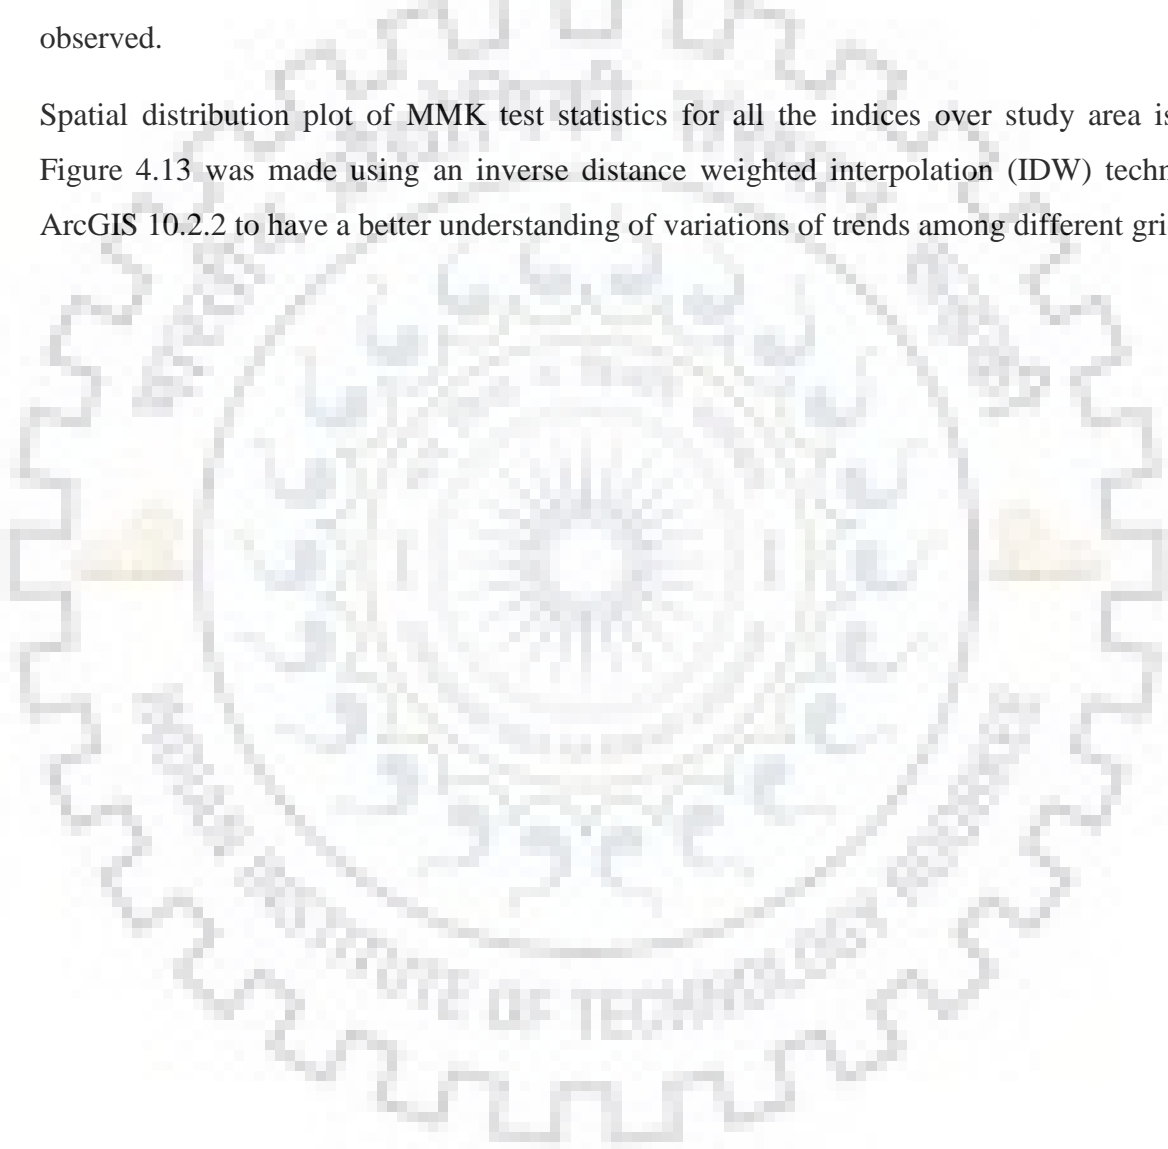 observed.
Spatial distribution plot of MMK test statistics for all the indices over study area is
Figure 4.13 was made using an inverse distance weighted interpolation (IDW)
ArcGIS 10.2.2 to have a better understanding of variations of trends among different
OF TECHNOLOGY